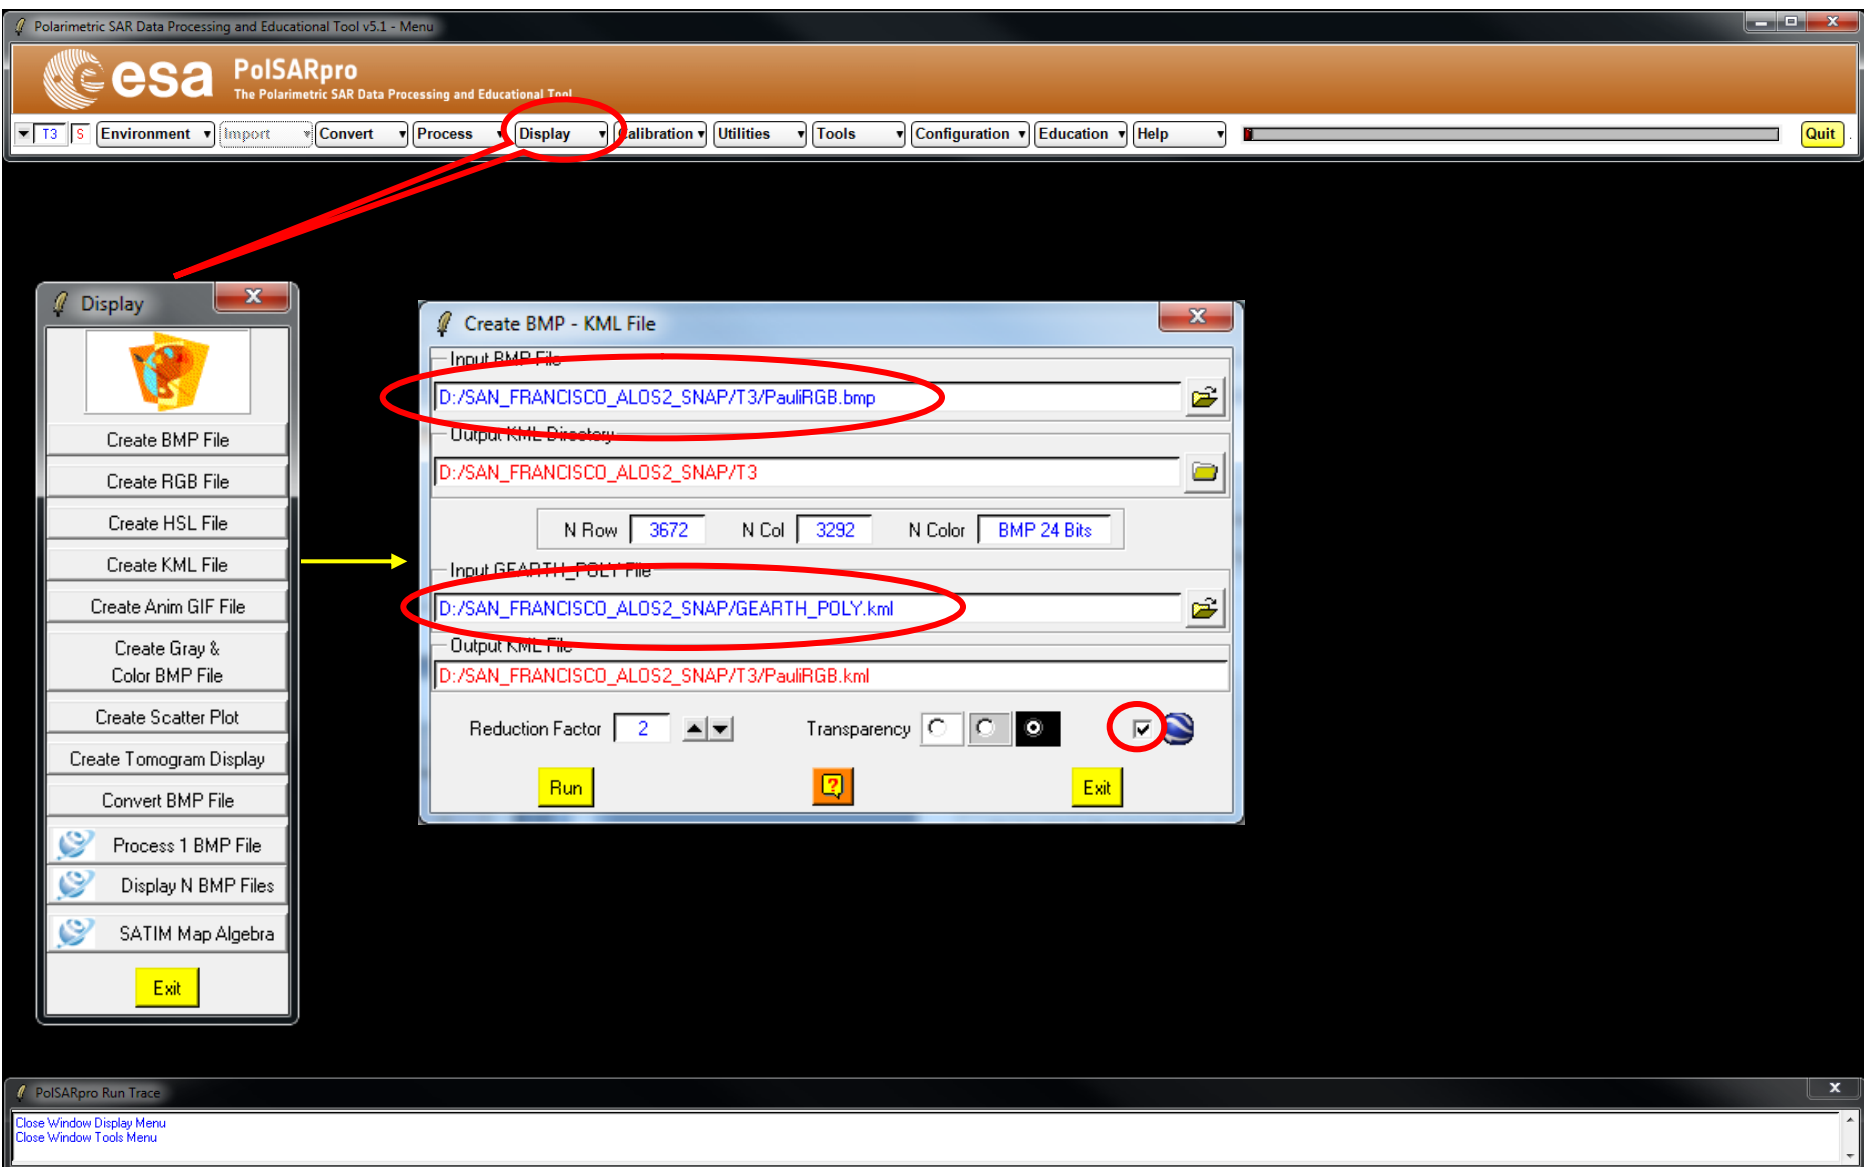 Polarimetric SAR Data Processing and Educational Tool v5.1 - Menu
esa
PolSARpro
The Polarimetric SAR Data Processing and Educational Tool
T3 S Environment Import Convert Process Display Calibration Utilities Tools Configuration Education Help Quit
Display
Create BMP File
Create RGB File
Create HSL File
Create KML File
Create Anim GIF File
Create Gray &
Color BMP File
Create Scatter Plot
Create Tomogram Display
Convert BMP File
Process 1 BMP File
Display N BMP Files
SATIM Map Algebra
Exit
Create BMP - KML File
Input BMP File
D:/SAN_FRANCISCO_ALOS2_SNAP/T3/PauliRGB.bmp
Output KML Directory
D:/SAN_FRANCISCO_ALOS2_SNAP/T3
N Row 3672 N Col 3292 N Color BMP 24 Bits
Input GEARTH_POLY File
D:/SAN_FRANCISCO_ALOS2_SNAP/GEARTH_POLY.kml
Output KML File
D:/SAN_FRANCISCO_ALOS2_SNAP/T3/PauliRGB.kml
Reduction Factor 2 Transparency
Run ? Exit
PolSARpro Run Trace
Close Window Display Menu
Close Window Tools Menu